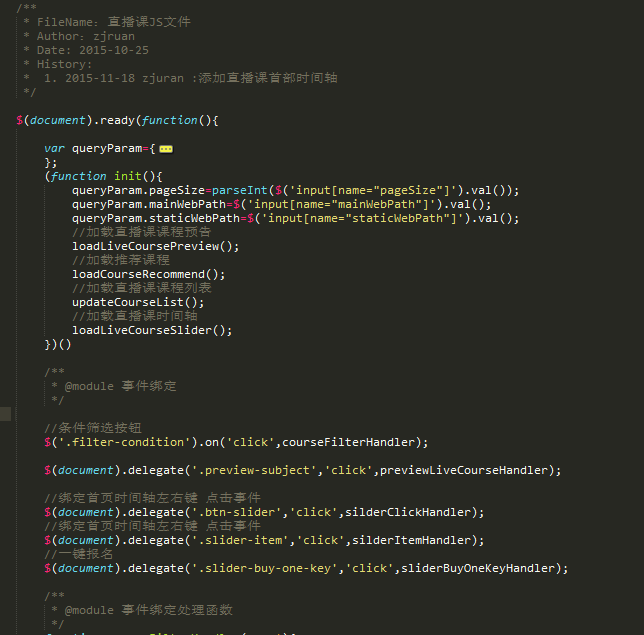 /**
 * FileName: 直播课JS文件
 * Author: zjruan
 * Date: 2015-10-25
 * History:
 *  1. 2015-11-18 zjuran :添加直播课首部时间轴
 */
$(document).ready(function(){
    var queryParam={
    };
    (function init(){
        queryParam.pageSize=parseInt($('input[name="pageSize"]').val());
        queryParam.mainWebPath=$('input[name="mainWebPath"]').val();
        queryParam.staticWebPath=$('input[name="staticWebPath"]').val();
        //加载直播课课程预告
        loadLiveCoursePreview();
        //加载推荐课程
        loadCourseRecommend();
        //加载直播课课程列表
        updateCourseList();
        //加载直播课时间轴
        loadLiveCourseSlider();
    })()
    /**
     * @module 事件绑定
     */
    //条件筛选按钮
    $('.filter-condition').on('click',courseFilterHandler);
    $(document).delegate('.preview-subject','click',previewLiveCourseHandler);
    //绑定首页时间轴左右键 点击事件
    $(document).delegate('.btn-slider','click',silderClickHandler);
    //绑定首页时间轴左右键 点击事件
    $(document).delegate('.slider-item','click',silderItemHandler);
    //一键报名
    $(document).delegate('.slider-buy-one-key','click',sliderBuyOneKeyHandler);
    /**
     * @module 事件绑定处理函数
     */